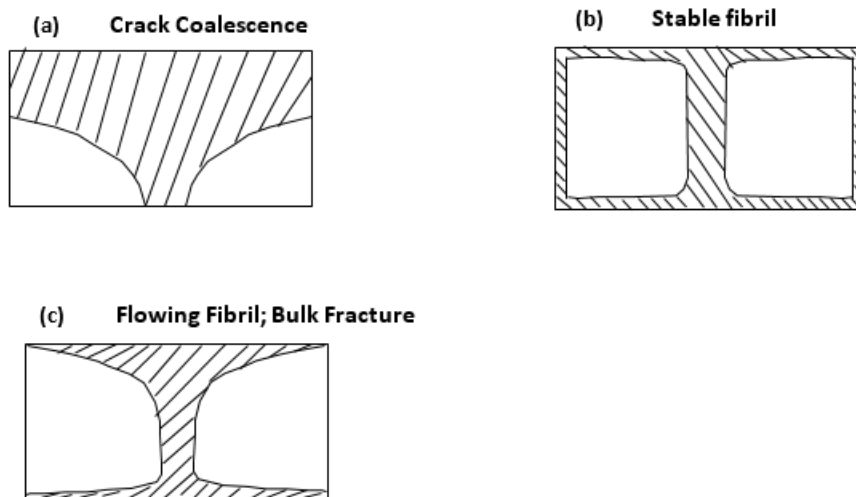 (a) Crack Coalescence
(b) Stable fibril
(c) Flowing Fibril; Bulk Fracture